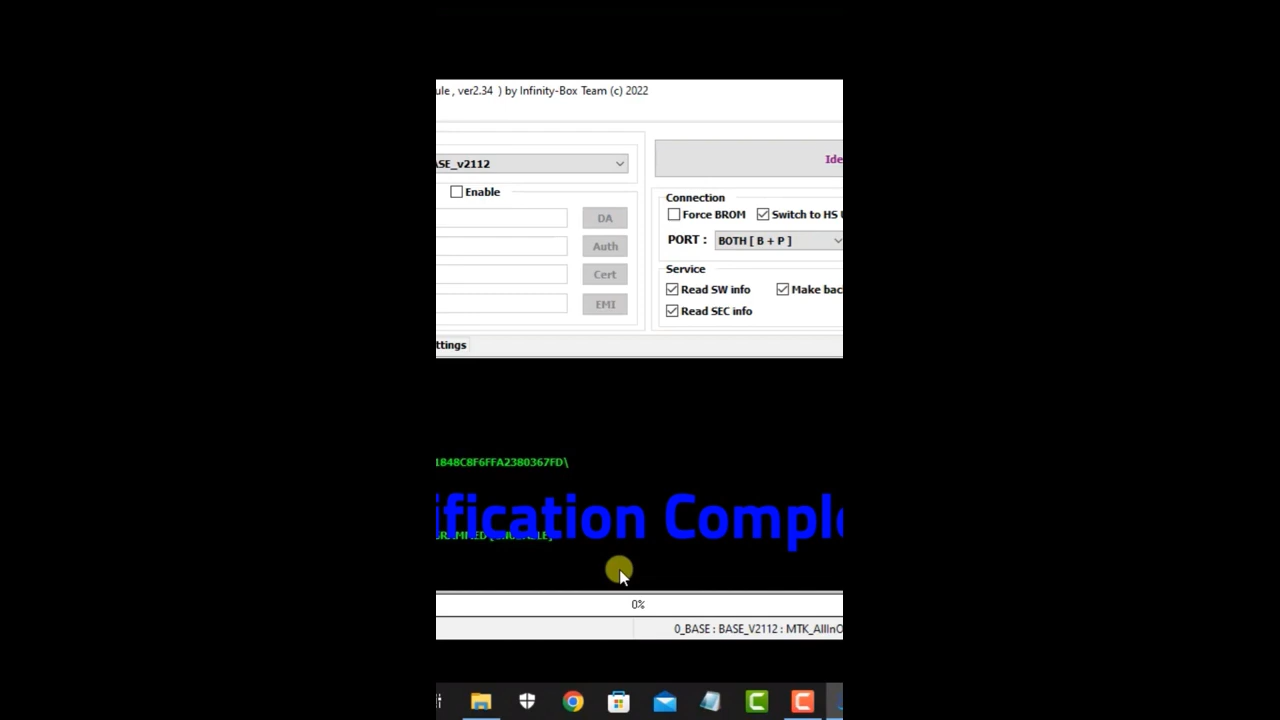 ule , ver2.34 ) by Infinity-Box Team (c) 2022
ASE_v2112
Enable
DA
Auth
Cert
EMI
ttings
Ide
Connection
Force BROM
Switch to HS U
PORT :
BOTH [ B + P ]
Service
Read SW info
Make bac
Read SEC info
1848C8F6FFA2380367FD\
ification Comple
0%
0_BASE : BASE_V2112 : MTK_AllInO